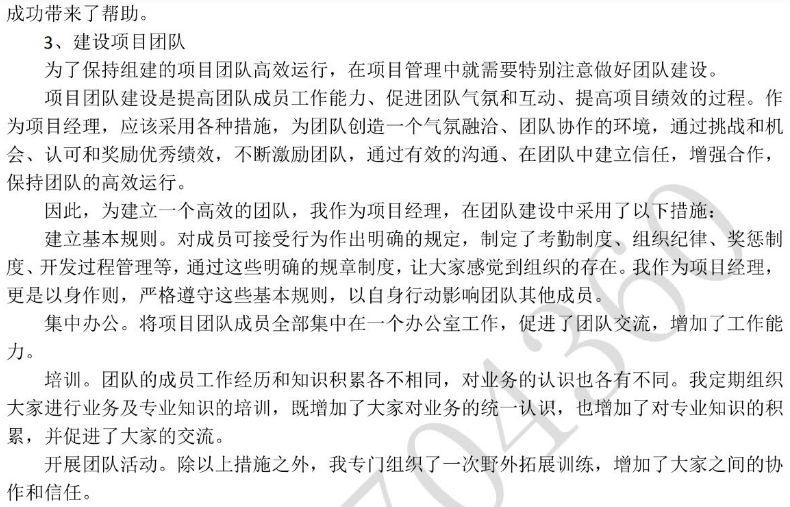 成功带来了帮助。
3、建设项目团队
为了保持组建的项目团队高效运行，在项目管理中就需要特别注意做好团队建设。
项目团队建设是提高团队成员工作能力、促进团队气氛和互动、提高项目绩效的过程。作
为项目经理，应该采用各种措施，为团队创造一个气氛融洽、团队协作的环境，通过挑战和机
会、认可和奖励优秀绩效，不断激励团队，通过有效的沟通、在团队中建立信任，增强合作，
保持团队的高效运行。
因此，为建立一个高效的团队，我作为项目经理，在团队建设中采用了以下措施：
建立基本规则。对成员可接受行为作出明确的规定，制定了考勤制度、组织纪律、奖惩制
度、开发过程管理等，通过这些明确的规章制度，让大家感觉到组织的存在。我作为项目经理，
更是以身作则，严格遵守这些基本规则，以自身行动影响团队其他成员。
集中办公。将项目团队成员全部集中在一个办公室工作，促进了团队交流，增加了工作能
力。
培训。团队的成员工作经历和知识积累各不相同，对业务的认识也各有不同。我定期组织
大家进行业务及专业知识的培训，既增加了大家对业务的统一认识，也增加了对专业知识的积
累，并促进了大家的交流。
开展团队活动。除以上措施之外，我专门组织了一次野外拓展训练，增加了大家之间的协
作和信任。
704360